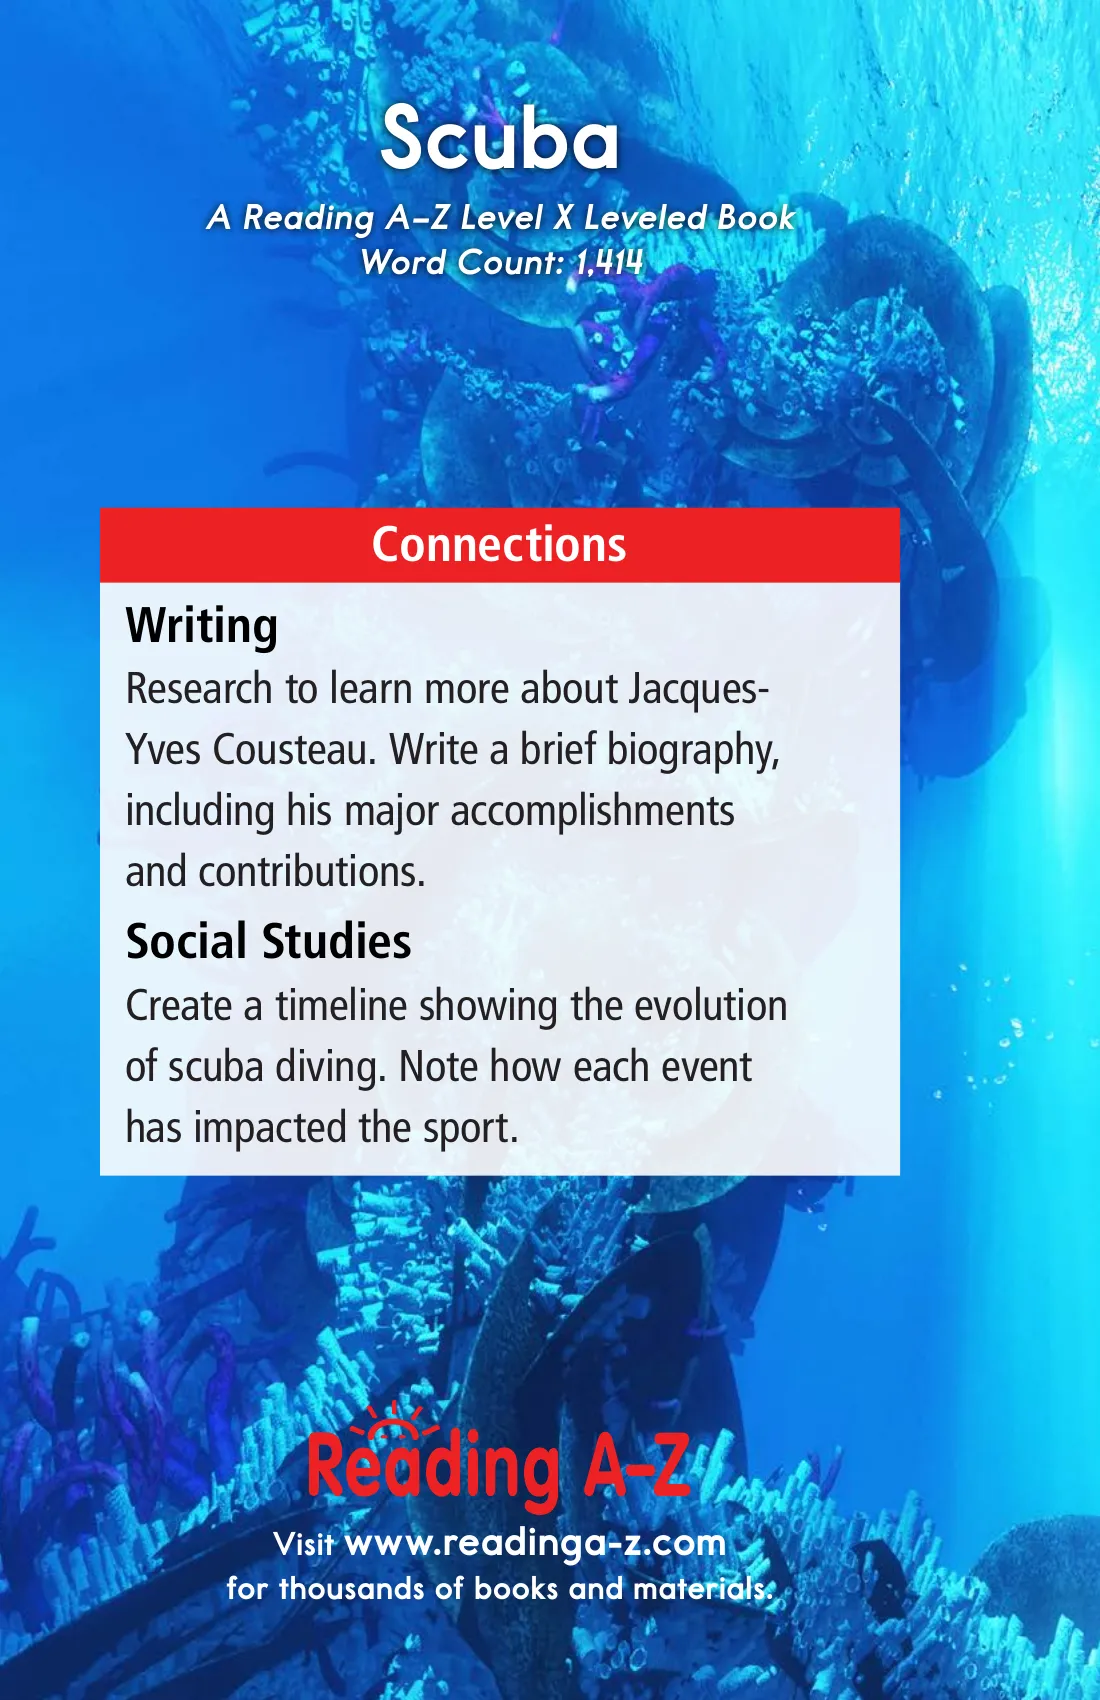 Scuba
A Reading A–Z Level X Leveled Book
Word Count: 1,414
Connections
Writing
Research to learn more about Jacques-
Yves Cousteau. Write a brief biography,
including his major accomplishments
and contributions.
Social Studies
Create a timeline showing the evolution
of scuba diving. Note how each event
has impacted the sport.
Reading A–Z
Visit www.readinga-z.com
for thousands of books and materials.